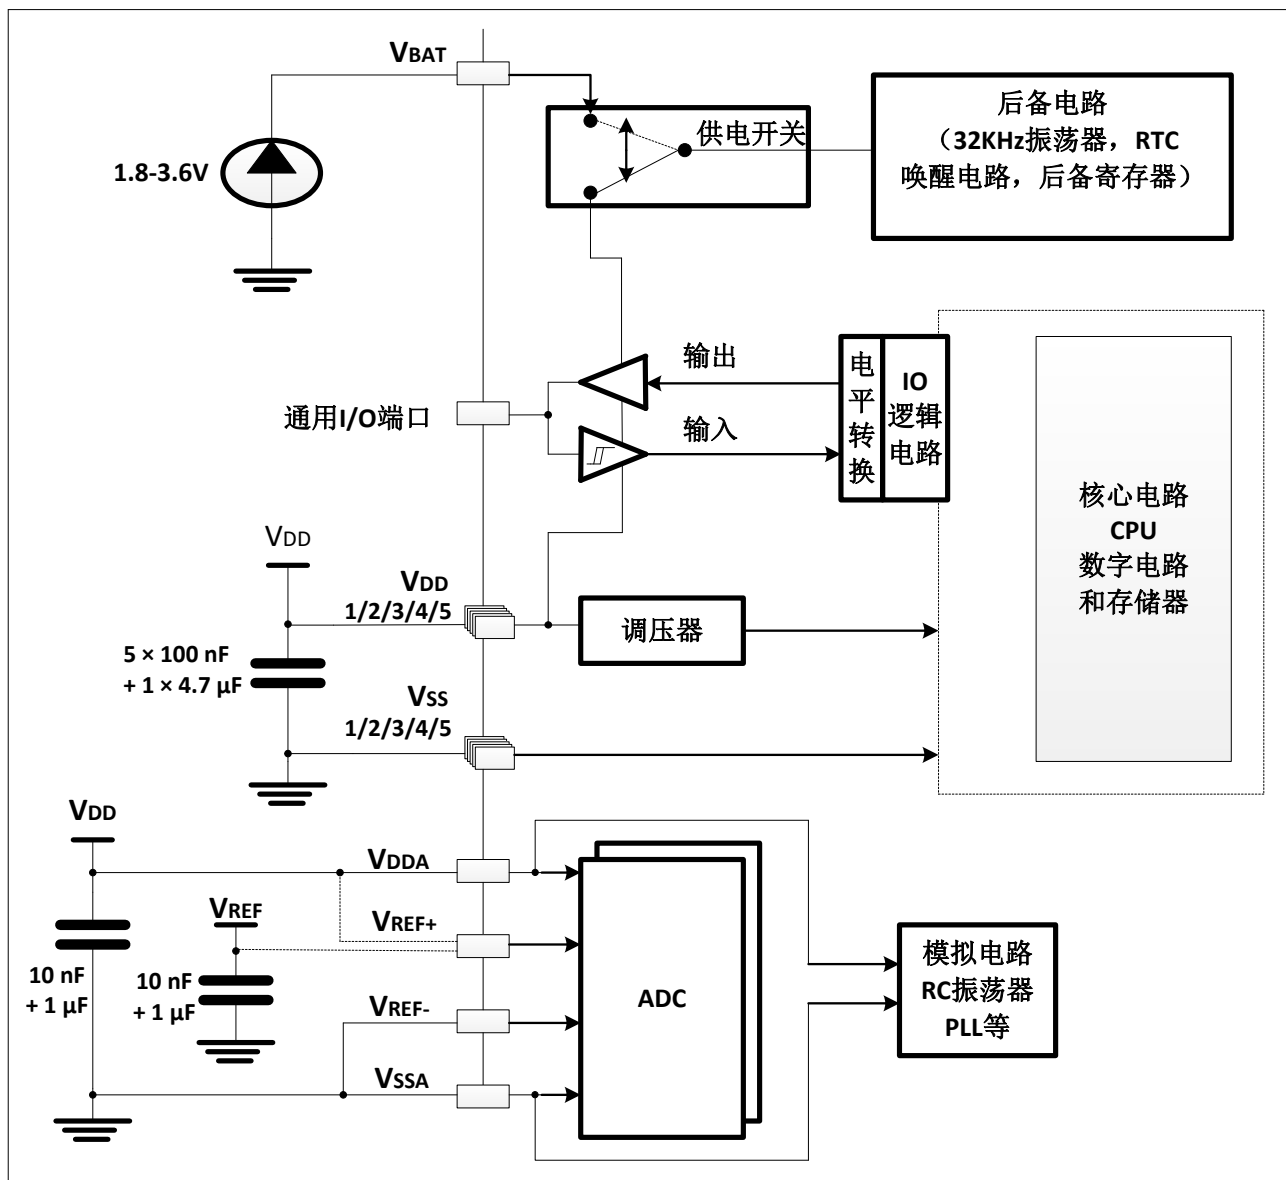 VBAT
1.8-3.6V
供电开关
后备电路
（32KHz振荡器，RTC
唤醒电路，后备寄存器）
输出
通用I/O端口
输入
电平转换
IO
逻辑
电路
核心电路
CPU
数字电路
和存储器
VDD
VDD
1/2/3/4/5
调压器
5 × 100 nF
+ 1 × 4.7 µF
VSS
1/2/3/4/5
VDD
VDDA
VREF
VREF+
10 nF
+ 1 µF
10 nF
+ 1 µF
VREF-
VSSA
ADC
模拟电路
RC振荡器
PLL等